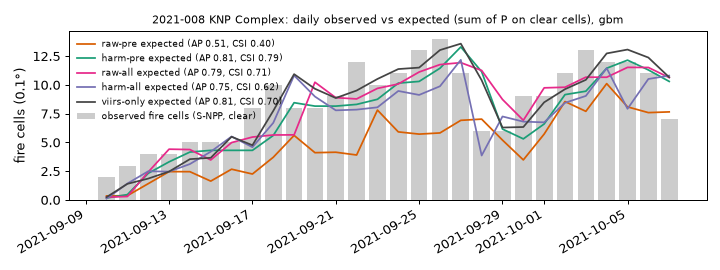 2021-008 KNP Complex: daily observed vs expected (sum of P on clear cells), gbm
fire cells (0.1°)
12.5
10.0
7.5
5.0
2.5
0.0
raw-pre expected (AP 0.51, CSI 0.40)
harm-pre expected (AP 0.81, CSI 0.79)
raw-all expected (AP 0.79, CSI 0.71)
harm-all expected (AP 0.75, CSI 0.62)
viirs-only expected (AP 0.81, CSI 0.70)
observed fire cells (S-NPP, clear)
2021-09-09
2021-09-13
2021-09-17
2021-09-21
2021-09-25
2021-09-29
2021-10-01
2021-10-05